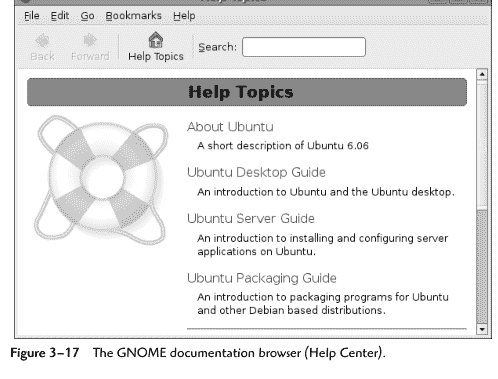 Help Topics
File Edit Go Bookmarks Help
Back Forward Help Topics Search:
Help Topics
About Ubuntu
A short description of Ubuntu 6.06
Ubuntu Desktop Guide
An introduction to Ubuntu and the Ubuntu desktop.
Ubuntu Server Guide
An introduction to installing and configuring server
applications on Ubuntu.
Ubuntu Packaging Guide
An introduction to packaging programs for Ubuntu
and other Debian based distributions.
Figure 3–17 The GNOME documentation browser (Help Center).